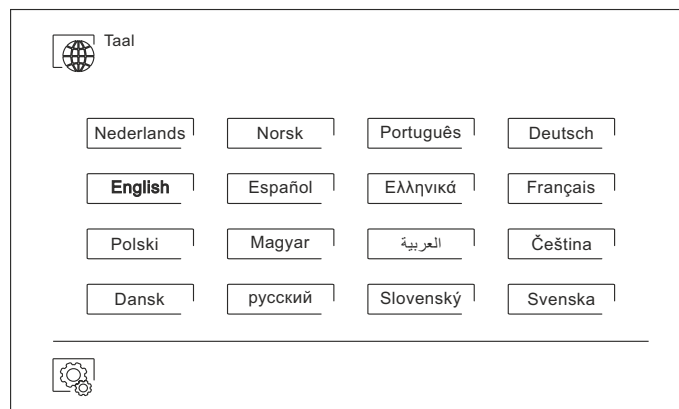 Taal
Nederlands Norsk Português Deutsch
English Español Ελληνικά Français
Polski Magyar العربية Čeština
Dansk русский Slovenský Svenska